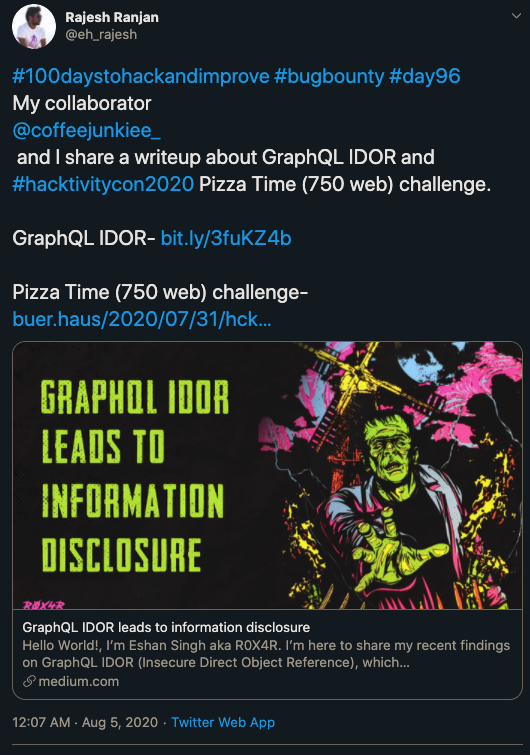 Rajesh Ranjan
@eh_rajesh
#100daystohackandimprove #bugbounty #day96
My collaborator
@coffeejunkiee_
and I share a writeup about GraphQL IDOR and
#hacktivitycon2020 Pizza Time (750 web) challenge.
GraphQL IDOR- bit.ly/3fuKZ4b
Pizza Time (750 web) challenge-
buer.haus/2020/07/31/hck...
GRAPHQL IDOR
LEADS TO
INFORMATION
DISCLOSURE
R0X4R
GraphQL IDOR leads to information disclosure
Hello World!, I'm Eshan Singh aka R0X4R. I'm here to share my recent findings
on GraphQL IDOR (Insecure Direct Object Reference), which...
medium.com
12:07 AM · Aug 5, 2020 · Twitter Web App